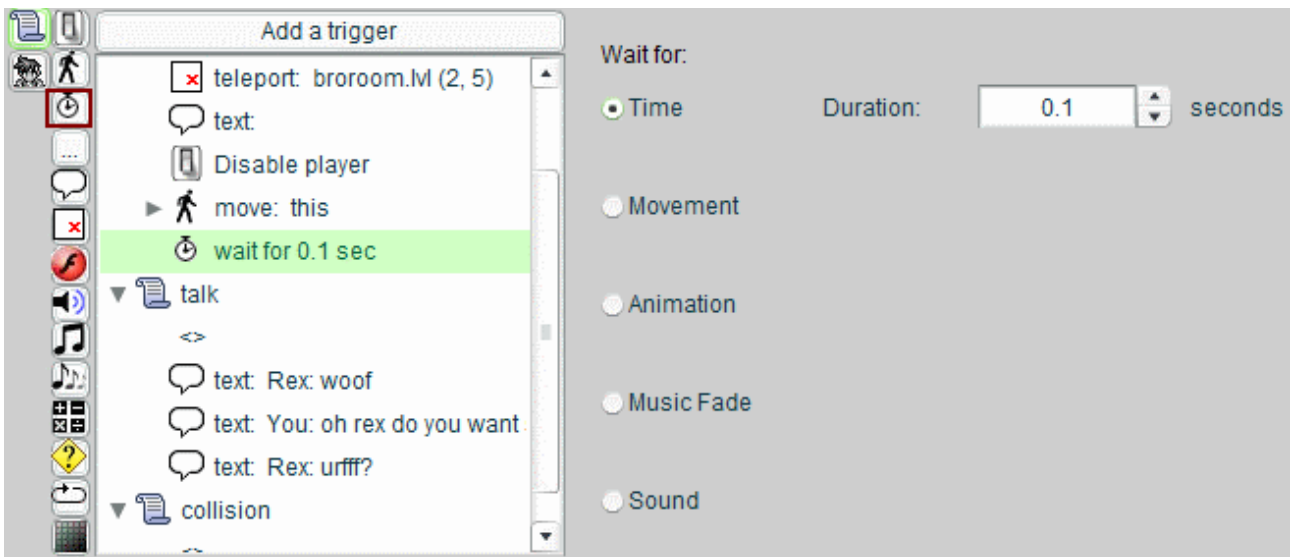 Add a trigger
teleport: broroom.lvl (2, 5)
text:
Disable player
move: this
wait for 0.1 sec
talk
<>
text: Rex: woof
text: You: oh rex do you want
text: Rex: urfff?
collision
...
Wait for:
Time Duration: 0.1 seconds
Movement
Animation
Music Fade
Sound